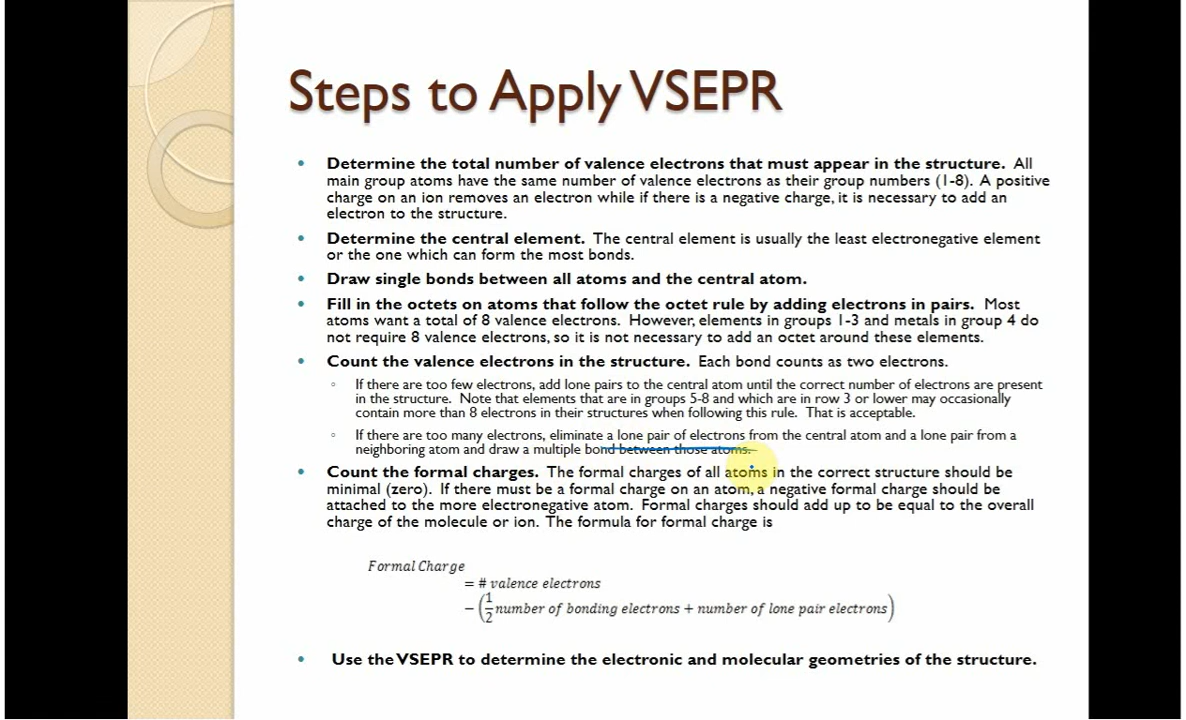 Steps to Apply VSEPR
• Determine the total number of valence electrons that must appear in the structure. All
main group atoms have the same number of valence electrons as their group numbers (1-8). A positive
charge on an ion removes an electron while if there is a negative charge, it is necessary to add an
electron to the structure.
• Determine the central element. The central element is usually the least electronegative element
or the one which can form the most bonds.
• Draw single bonds between all atoms and the central atom.
• Fill in the octets on atoms that follow the octet rule by adding electrons in pairs. Most
atoms want a total of 8 valence electrons. However, elements in groups 1-3 and metals in group 4 do
not require 8 valence electrons, so it is not necessary to add an octet around these elements.
• Count the valence electrons in the structure. Each bond counts as two electrons.
◦ If there are too few electrons, add lone pairs to the central atom until the correct number of electrons are present
in the structure. Note that elements that are in groups 5-8 and which are in row 3 or lower may occasionally
contain more than 8 electrons in their structures when following this rule. That is acceptable.
◦ If there are too many electrons, eliminate a lone pair of electrons from the central atom and a lone pair from a
neighboring atom and draw a multiple bond between those atoms.
• Count the formal charges. The formal charges of all atoms in the correct structure should be
minimal (zero). If there must be a formal charge on an atom, a negative formal charge should be
attached to the more electronegative atom. Formal charges should add up to be equal to the overall
charge of the molecule or ion. The formula for formal charge is
Formal Charge
= # valence electrons
− (1/2 number of bonding electrons + number of lone pair electrons)
• Use the VSEPR to determine the electronic and molecular geometries of the structure.